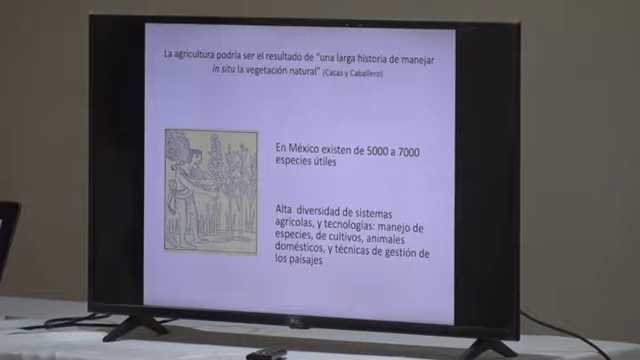 La agricultura podría ser el resultado de "una larga historia de manejar
in situ la vegetación natural" (Casas y Caballero)
En México existen de 5000 a 7000
especies útiles
Alta diversidad de sistemas
agrícolas, y tecnologías: manejo de
especies, de cultivos, animales
domésticos, y técnicas de gestión de
los paisajes